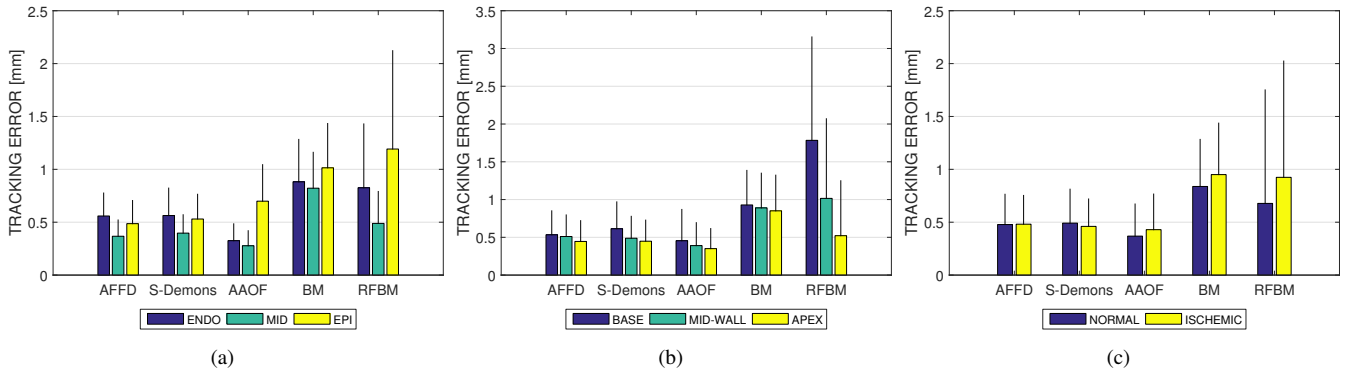 TRACKING ERROR [mm]
2.5
2
1.5
1
0.5
0
AFFD S-Demons AAOF BM RFBM
ENDO MID EPI
(a)
TRACKING ERROR [mm]
3.5
3
2.5
2
1.5
1
0.5
0
AFFD S-Demons AAOF BM RFBM
BASE MID-WALL APEX
(b)
TRACKING ERROR [mm]
2.5
2
1.5
1
0.5
0
AFFD S-Demons AAOF BM RFBM
NORMAL ISCHEMIC
(c)